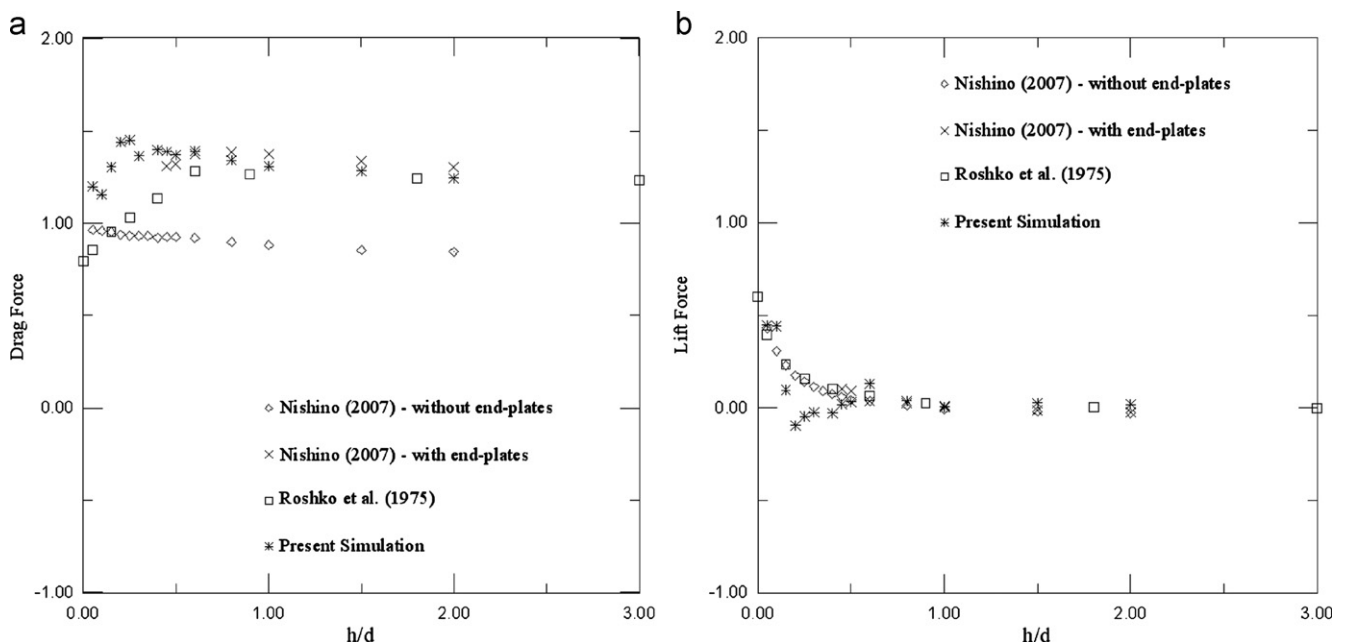 a
2.00
1.00
0.00
-1.00
Drag Force
Nishino (2007) - without end-plates
Nishino (2007) - with end-plates
Roshko et al. (1975)
Present Simulation
0.00 1.00 2.00 3.00
h/d
b
2.00
1.00
0.00
-1.00
Lift Force
Nishino (2007) - without end-plates
Nishino (2007) - with end-plates
Roshko et al. (1975)
Present Simulation
0.00 1.00 2.00 3.00
h/d